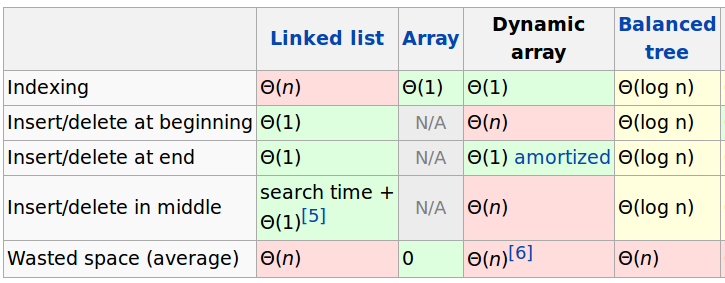 Linked list Array Dynamic array Balanced tree
Indexing Θ(n) Θ(1) Θ(1) Θ(log n)
Insert/delete at beginning Θ(1) N/A Θ(n) Θ(log n)
Insert/delete at end Θ(1) N/A Θ(1) amortized Θ(log n)
Insert/delete in middle search time + Θ(1)[5] N/A Θ(n) Θ(log n)
Wasted space (average) Θ(n) 0 Θ(n)[6] Θ(n)